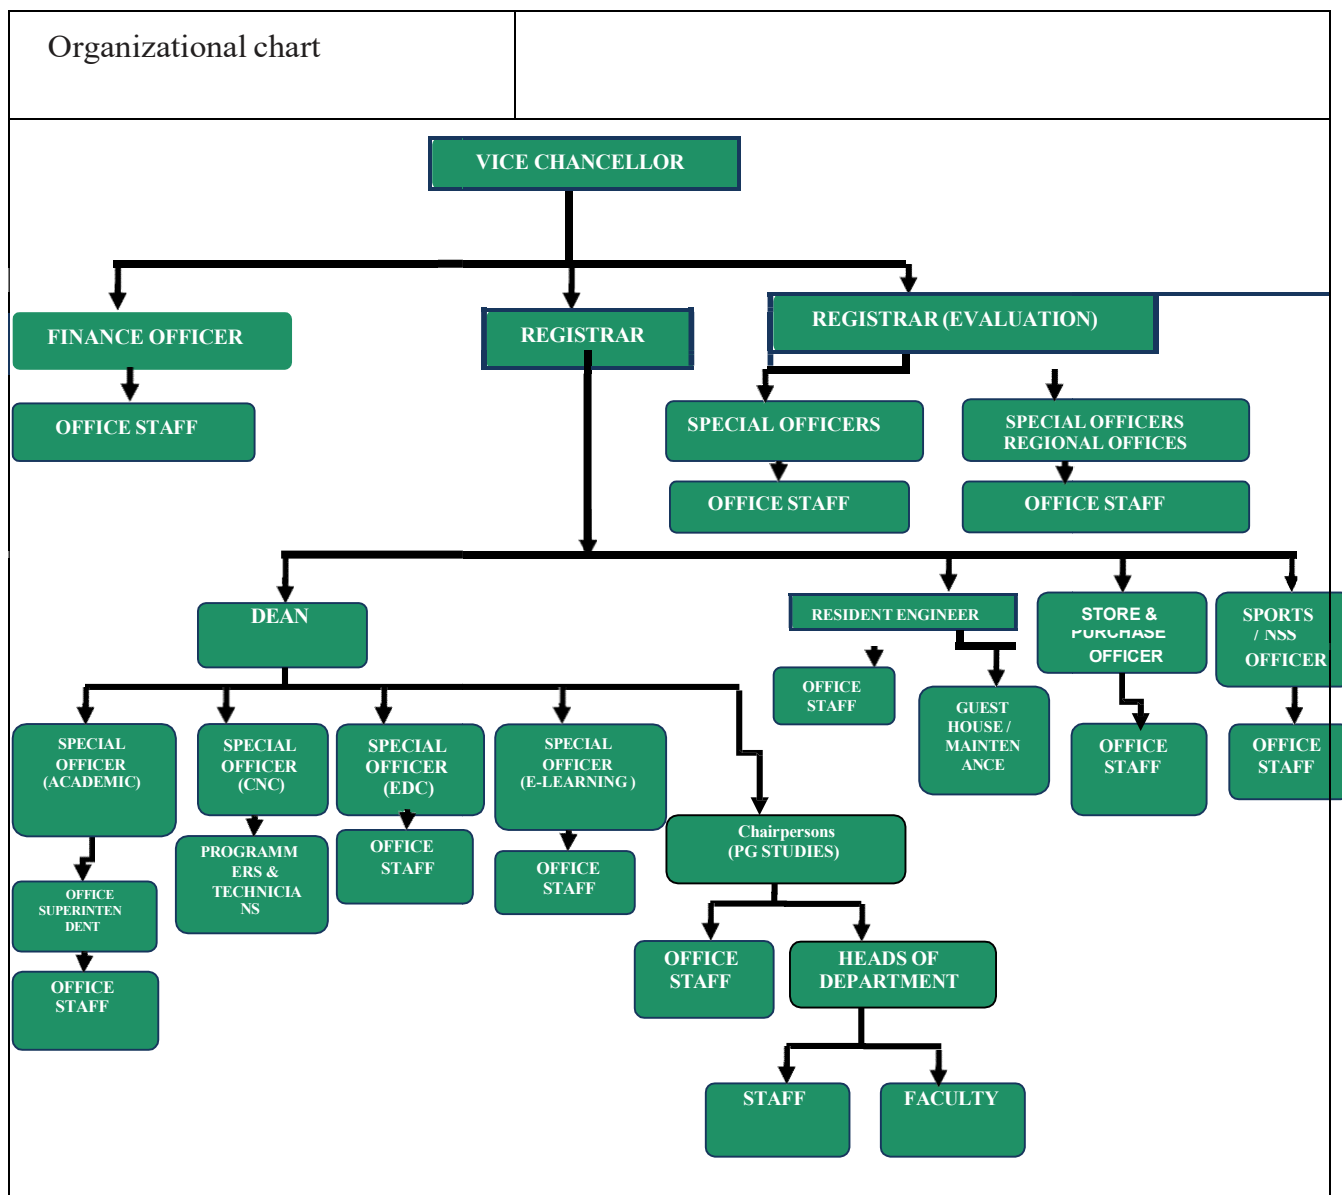 Organizational chart
VICE CHANCELLOR
FINANCE OFFICER
REGISTRAR
REGISTRAR (EVALUATION)
OFFICE STAFF
SPECIAL OFFICERS
SPECIAL OFFICERS
REGIONAL OFFICES
OFFICE STAFF
OFFICE STAFF
DEAN
RESIDENT ENGINEER
STORE &
PURCHASE
OFFICER
SPORTS
/ NSS
OFFICER
OFFICE
STAFF
GUEST
HOUSE /
MAINTEN
ANCE
OFFICE
STAFF
OFFICE
STAFF
SPECIAL
OFFICER
(ACADEMIC)
SPECIAL
OFFICER
(CNC)
SPECIAL
OFFICER
(EDC)
SPECIAL
OFFICER
(E-LEARNING )
Chairpersons
(PG STUDIES)
PROGRAMM
ERS &
TECHNICIA
NS
OFFICE
STAFF
OFFICE
STAFF
OFFICE
SUPERINTEN
DENT
OFFICE
STAFF
OFFICE
STAFF
HEADS OF
DEPARTMENT
STAFF
FACULTY